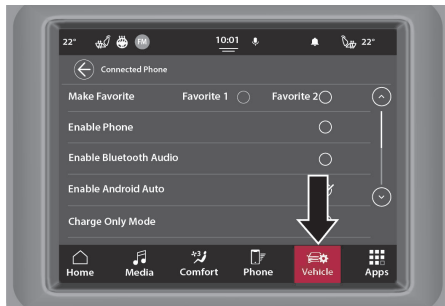 22° FM 10:01 22°
Connected Phone
Make Favorite Favorite 1 Favorite 2
Enable Phone
Enable Bluetooth Audio
Enable Android Auto
Charge Only Mode
Home Media Comfort Phone Vehicle Apps